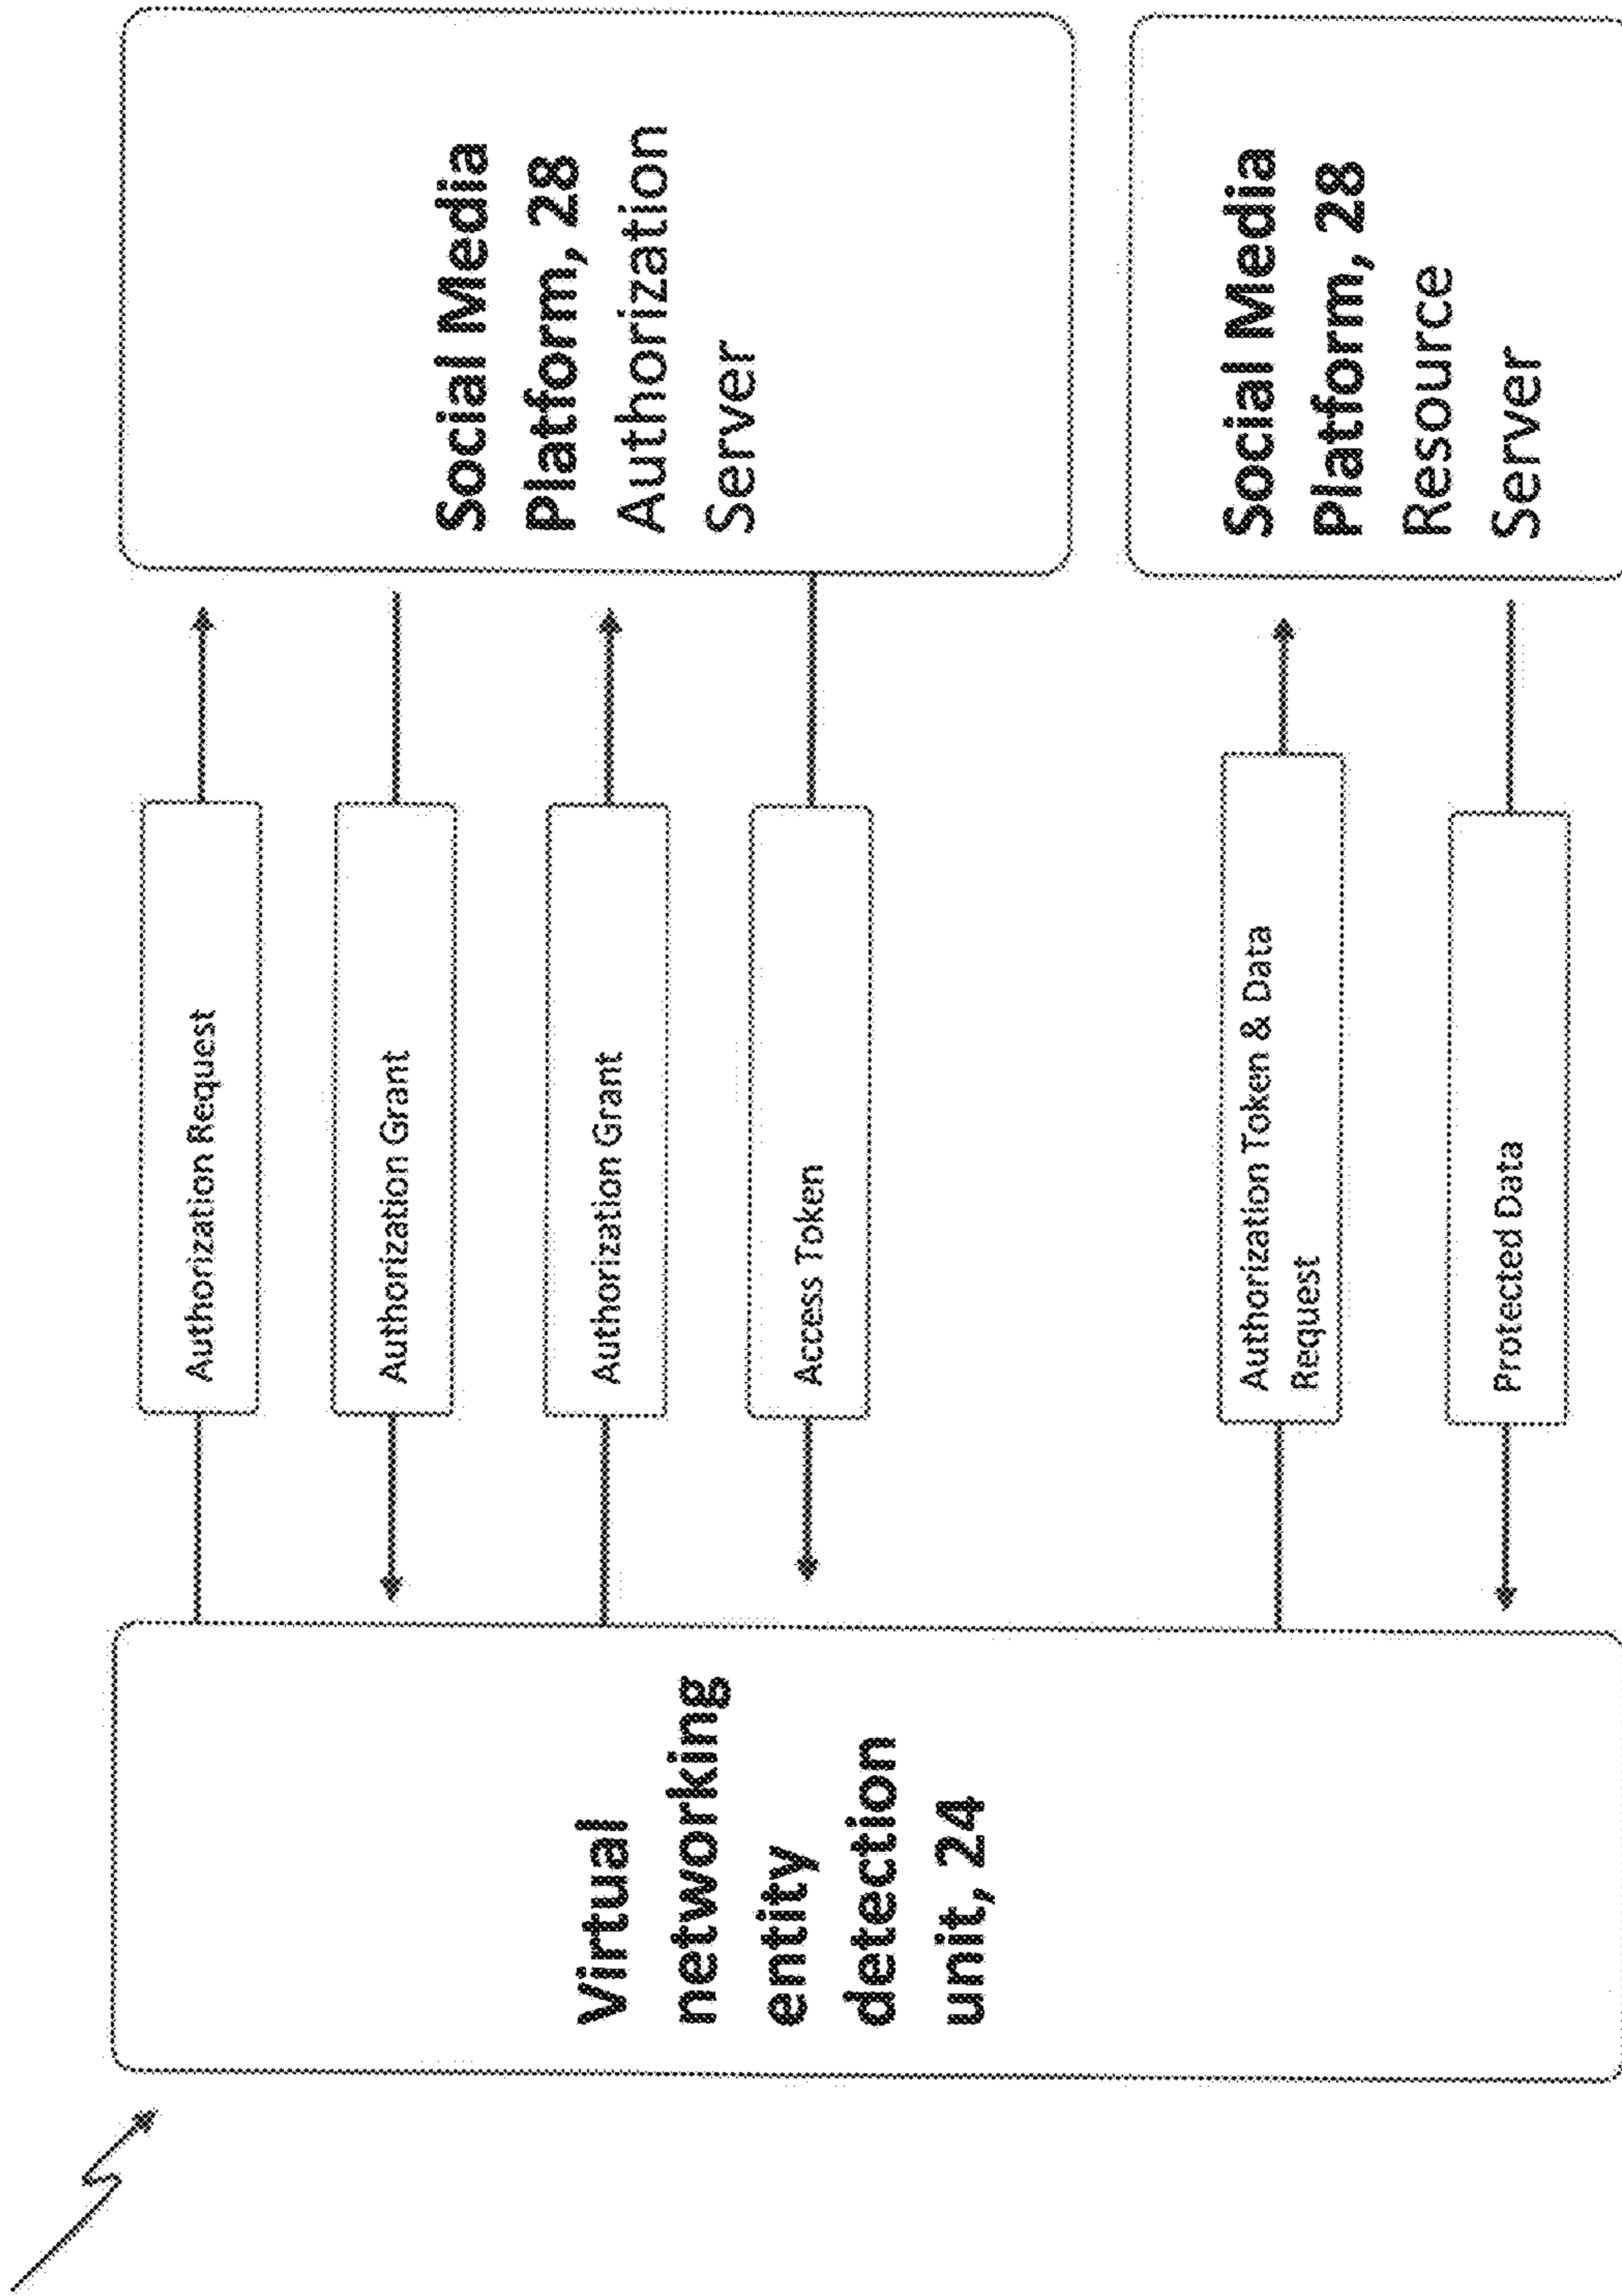 Virtual
networking
entity
detection
unit, 24
Authorization Request
Authorization Grant
Authorization Grant
Access Token
Authorization Token & Data
Request
Protected Data
Social Media
Platform, 28
Authorization
Server
Social Media
Platform, 28
Resource
Server